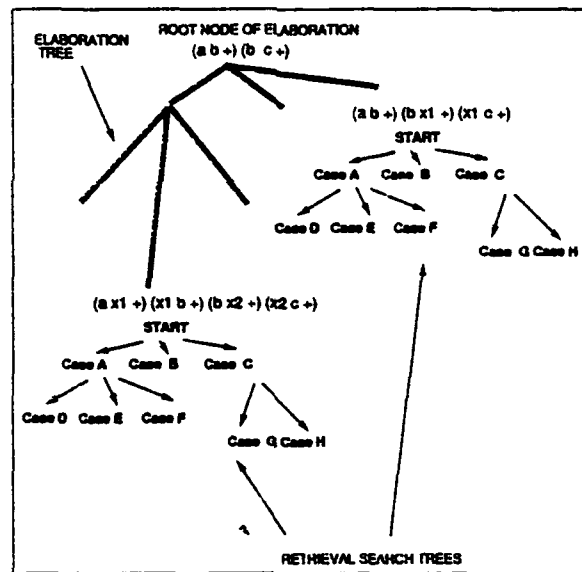 ROOT NODE OF ELABORATION
(a b +) (b c +)
ELABORATION
TREE
(a b +) (b x1 +) (x1 c +)
START
Case A Case B Case C
Case D Case E Case F
Case G Case H
(a x1 +) (x1 b +) (b x2 +) (x2 c +)
START
Case A Case B Case C
Case D Case E Case F
Case G Case H
RETRIEVAL SEARCH TREES